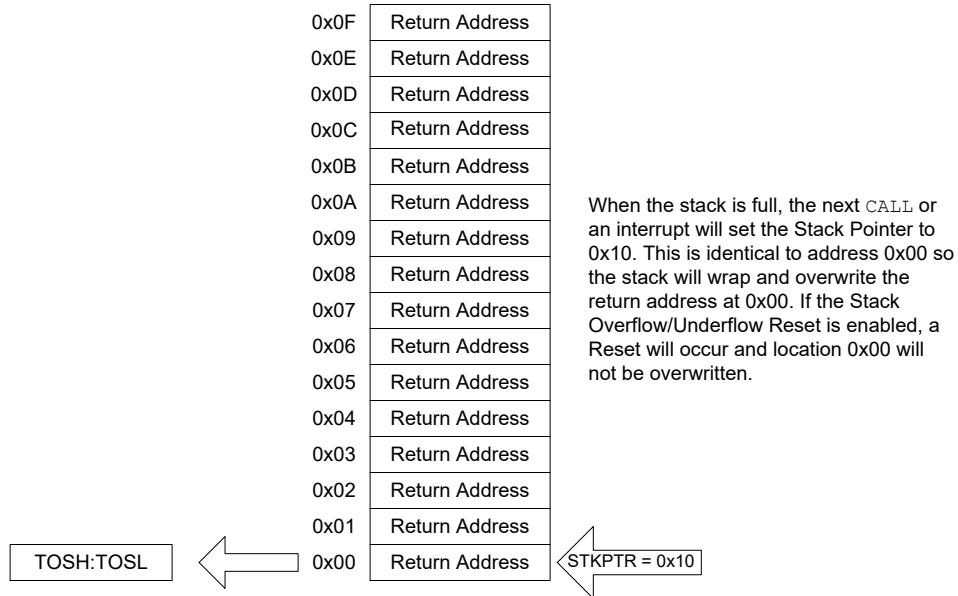 0x0F Return Address
0x0E Return Address
0x0D Return Address
0x0C Return Address
0x0B Return Address
0x0A Return Address
0x09 Return Address
0x08 Return Address
0x07 Return Address
0x06 Return Address
0x05 Return Address
0x04 Return Address
0x03 Return Address
0x02 Return Address
0x01 Return Address
TOSH:TOSL 0x00 Return Address STKPTR = 0x10
When the stack is full, the next CALL or
an interrupt will set the Stack Pointer to
0x10. This is identical to address 0x00 so
the stack will wrap and overwrite the
return address at 0x00. If the Stack
Overflow/Underflow Reset is enabled, a
Reset will occur and location 0x00 will
not be overwritten.